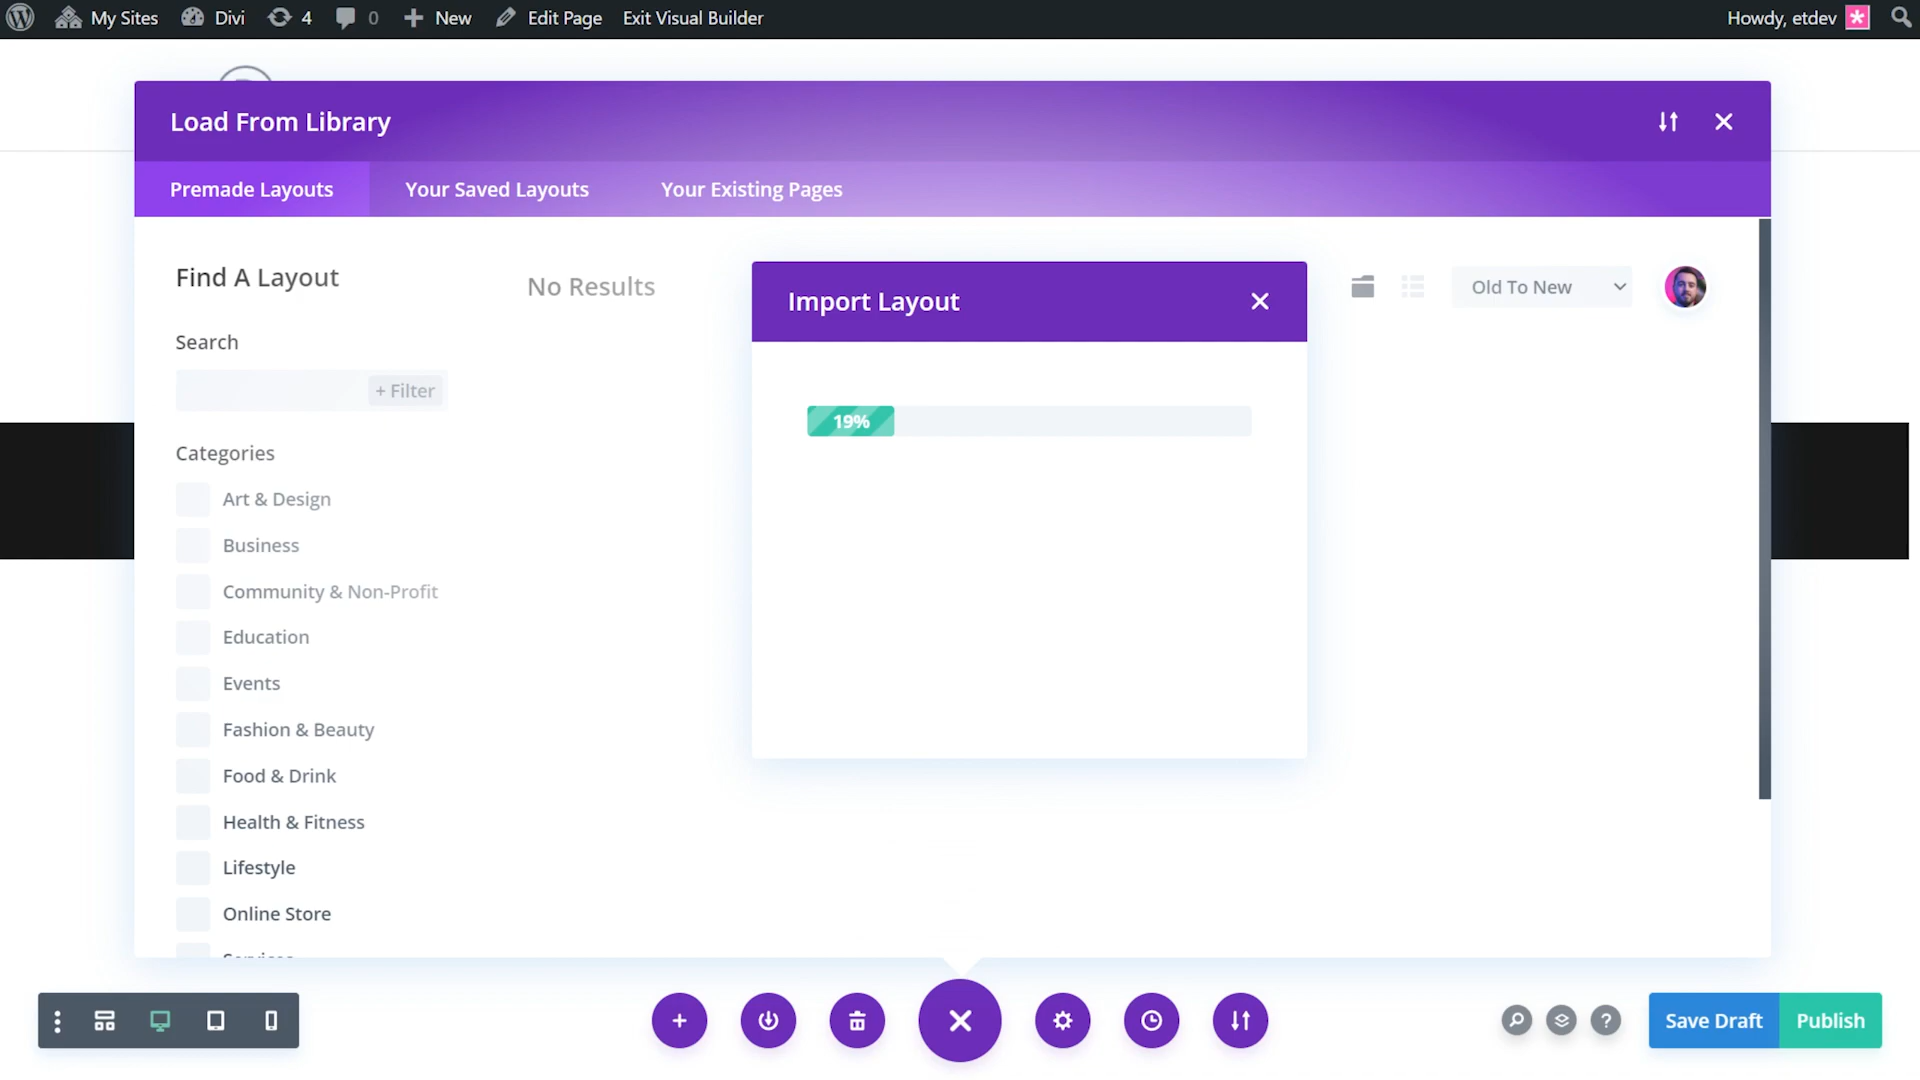 My Sites Divi 4 0 New Edit Page Exit Visual Builder Howdy, etdev
Load From Library
Premade Layouts Your Saved Layouts Your Existing Pages
Find A Layout
No Results
Import Layout
Old To New
Search
+ Filter
19%
Categories
Art & Design
Business
Community & Non-Profit
Education
Events
Fashion & Beauty
Food & Drink
Health & Fitness
Lifestyle
Online Store
Services
Save Draft Publish